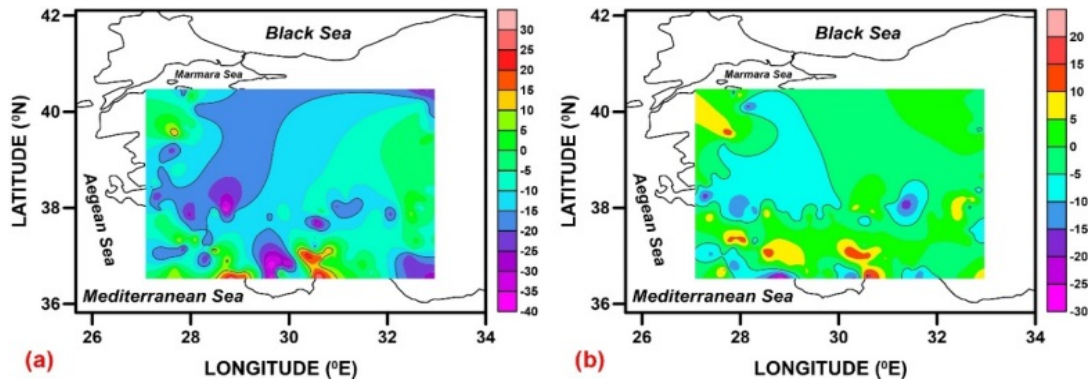 42
40
38
36
LATITUDE (⁰N)
Black Sea
Marmara Sea
Aegean Sea
Mediterranean Sea
26 28 30 32 34
LONGITUDE (⁰E)
(a)
30
25
20
15
10
5
0
-5
-10
-15
-20
-25
-30
-35
-40
42
40
38
36
LATITUDE (⁰N)
Black Sea
Marmara Sea
Aegean Sea
Mediterranean Sea
26 28 30 32 34
LONGITUDE (⁰E)
(b)
20
15
10
5
0
-5
-10
-15
-20
-25
-30